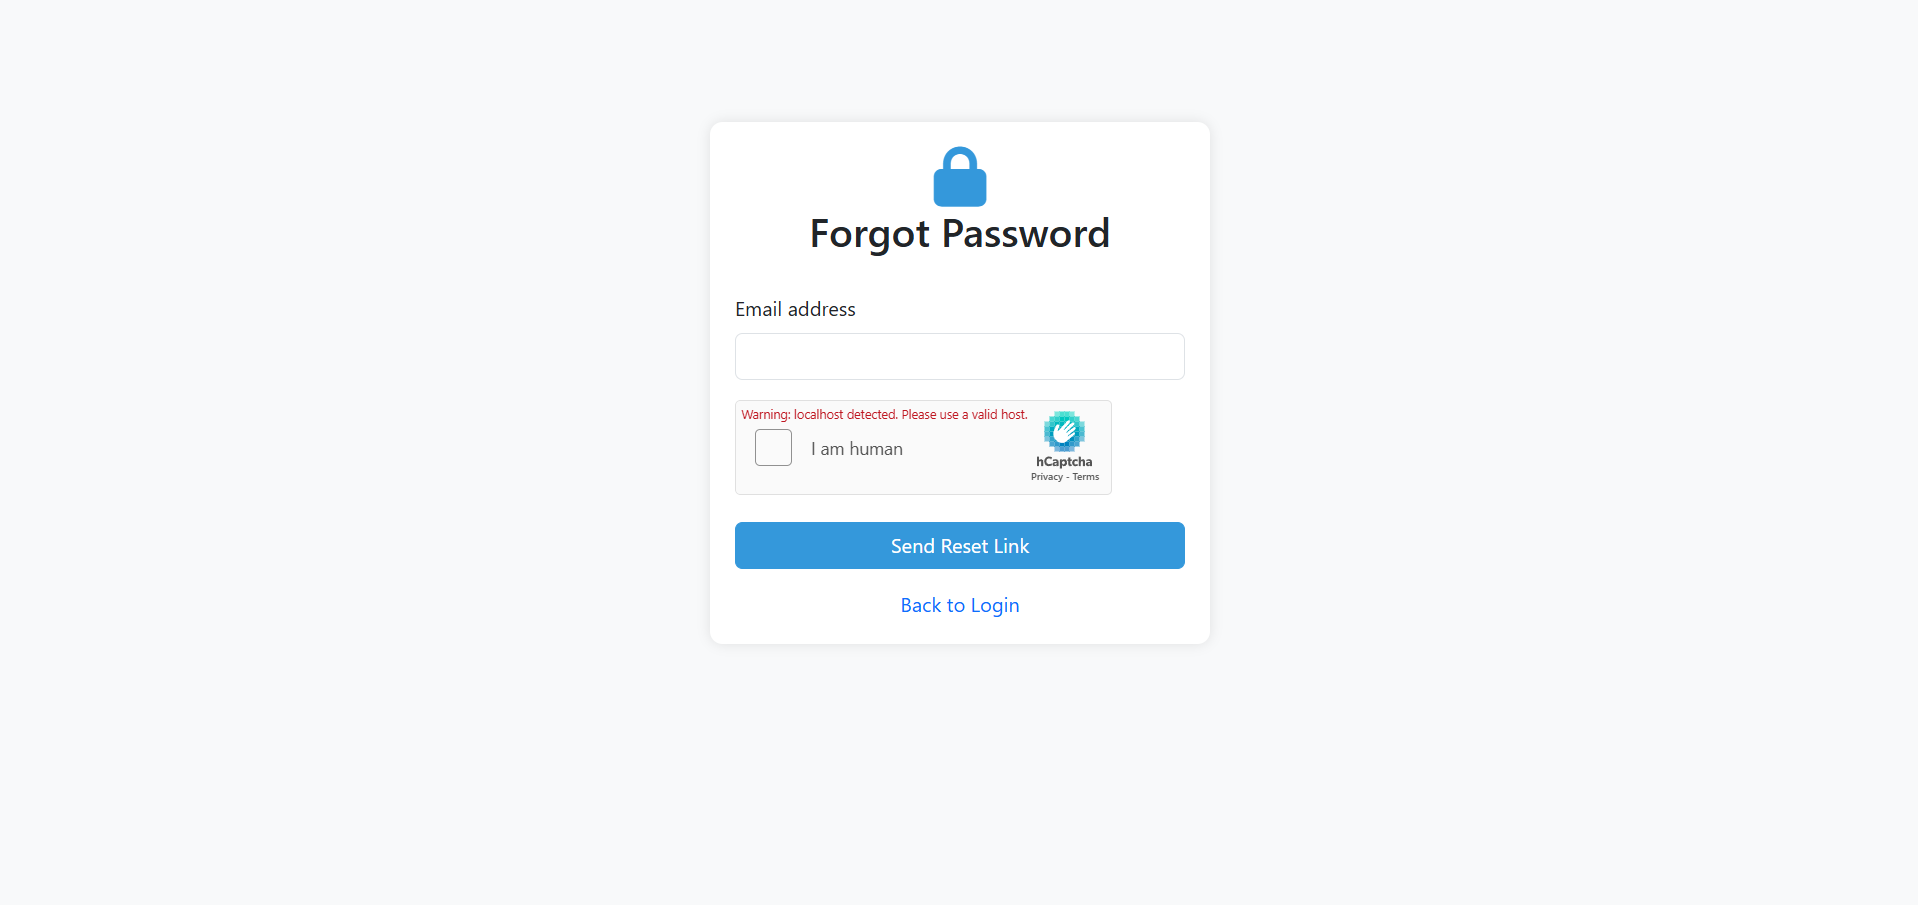 Forgot Password
Email address
Warning: localhost detected. Please use a valid host.
I am human
hCaptcha
Privacy - Terms
Send Reset Link
Back to Login